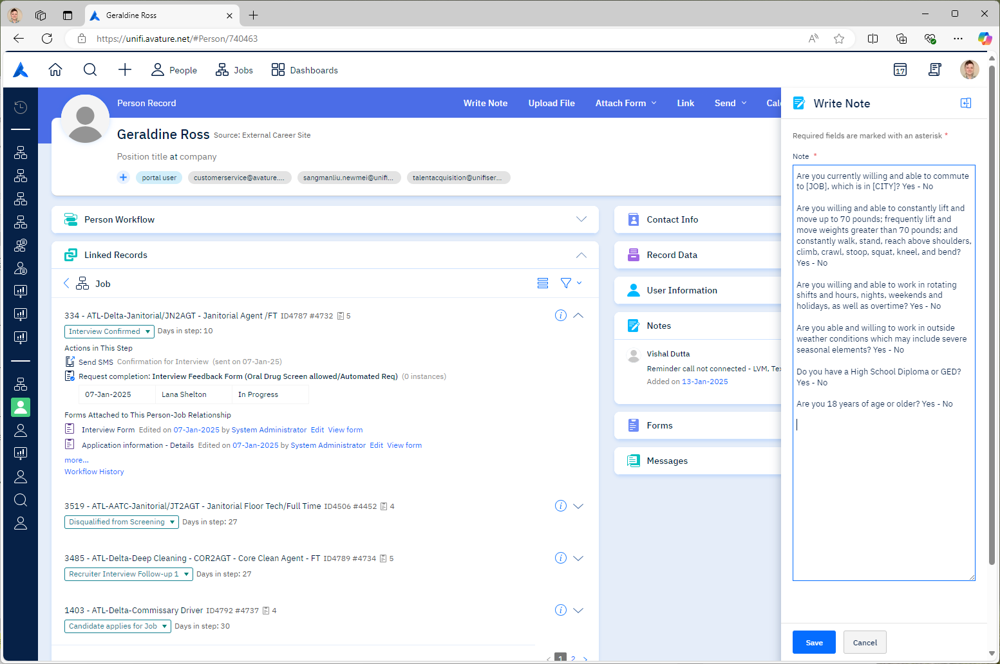 Geraldine Ross
https://unifi.avature.net/#Person/740463
People
Jobs
Dashboards
17
Person Record
Write Note
Upload File
Attach Form
Link
Send
Geraldine Ross Source: External Career Site
Position title at company
portal user
customerservice@avature....
sangmanliu.newmei@unifi...
talentacquisition@unifiser...
Person Workflow
Linked Records
Job
334 - ATL-Delta-Janitorial/JN2AGT - Janitorial Agent /FT ID4787 #4732 5
Interview Confirmed Days in step: 10
Actions in This Step
Send SMS Confirmation for Interview (sent on 07-Jan-25)
Request completion: Interview Feedback Form (Oral Drug Screen allowed/Automated Req) (0 instances)
07-Jan-2025 Lana Shelton In Progress
Forms Attached to This Person-Job Relationship
Interview Form Edited on 07-Jan-2025 by System Administrator Edit View form
Application information - Details Edited on 07-Jan-2025 by System Administrator Edit View form
more...
Workflow History
3519 - ATL-AATC-Janitorial/JT2AGT - Janitorial Floor Tech/Full Time ID4506 #4452 4
Disqualified from Screening Days in step: 27
3485 - ATL-Delta-Deep Cleaning - COR2AGT - Core Clean Agent - FT ID4789 #4734 5
Recruiter Interview Follow-up 1 Days in step: 27
1403 - ATL-Delta-Commissary Driver ID4792 #4737 4
Candidate applies for Job Days in step: 30
1 2
Contact Info
Record Data
User Information
Notes
Vishal Dutta
Reminder call not connected - LVM, Te
Added on 13-Jan-2025
Forms
Messages
Write Note
Required fields are marked with an asterisk *
Note *
Are you currently willing and able to commute
to [JOB], which is in [CITY]? Yes - No
Are you willing and able to constantly lift and
move up to 70 pounds; frequently lift and
move weights greater than 70 pounds; and
constantly walk, stand, reach above shoulders,
climb, crawl, stoop, squat, kneel, and bend?
Yes - No
Are you willing and able to work in rotating
shifts and hours, nights, weekends and
holidays, as well as overtime? Yes - No
Are you able and willing to work in outside
weather conditions which may include severe
seasonal elements? Yes - No
Do you have a High School Diploma or GED?
Yes - No
Are you 18 years of age or older? Yes - No
Save
Cancel